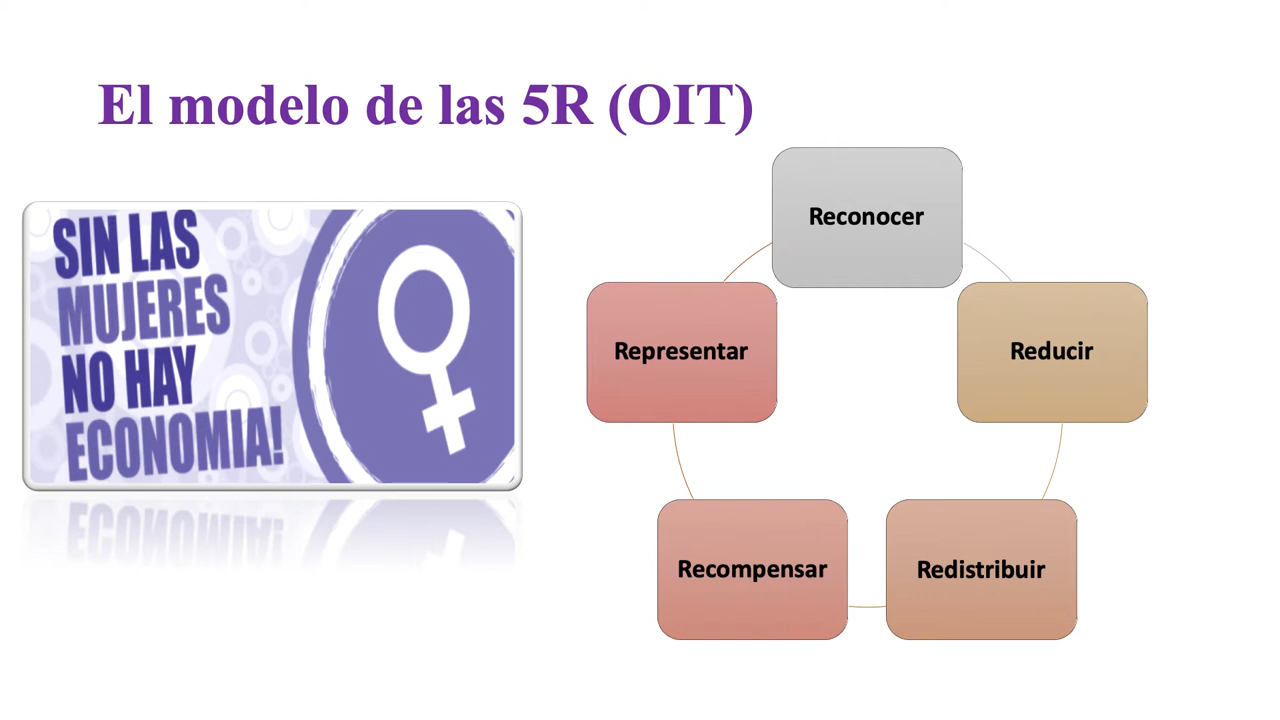 El modelo de las 5R (OIT)
SIN LAS
MUJERES
NO HAY
ECONOMIA!
Reconocer
Reducir
Redistribuir
Recompensar
Representar